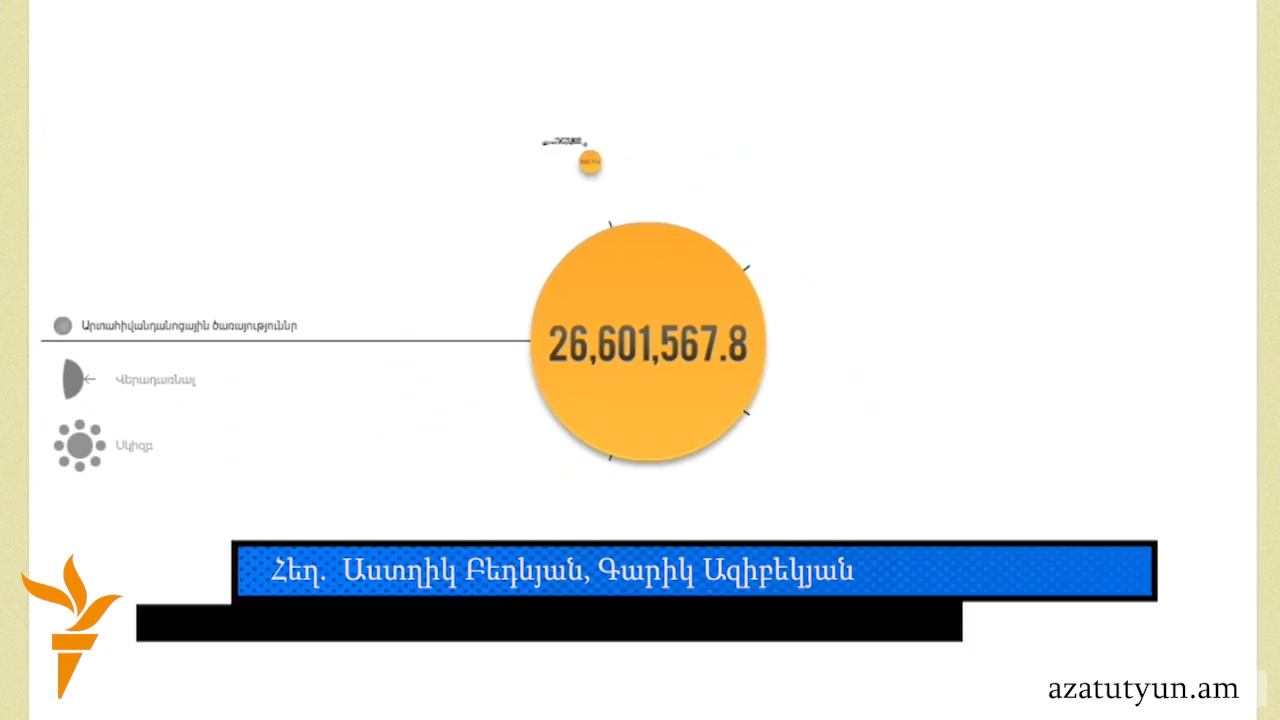 26,601,567.8
Արտահիվանդանոցային ծառայություններ
Վերադառնալ
Սկիզբ
Հեղ. Աստղիկ Բեդևյան, Գարիկ Ազիբեկյան
azatutyun.am